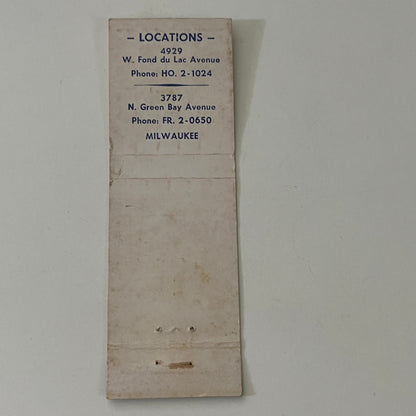 – LOCATIONS –
4929
W. Fond du Lac Avenue
Phone: HO. 2-1024
3787
N. Green Bay Avenue
Phone: FR. 2-0650
MILWAUKEE